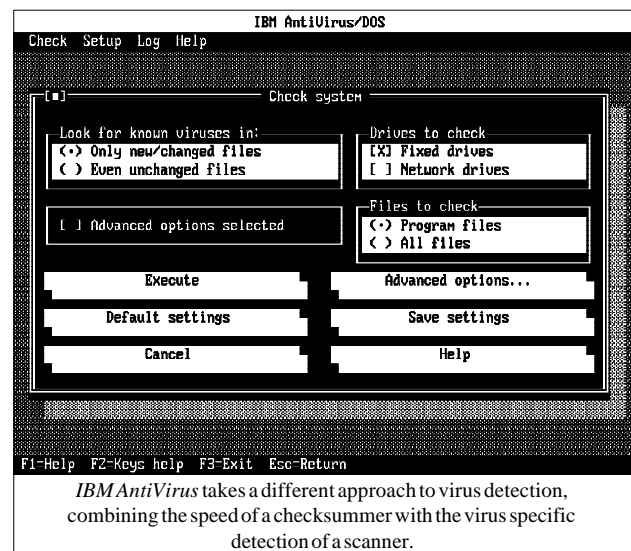 IBM AntiVirus/DOS
Check Setup Log Help
[■] Check system
Look for known viruses in:
(•) Only new/changed files
( ) Even unchanged files
Drives to check
[X] Fixed drives
[ ] Network drives
[ ] Advanced options selected
Files to check
(•) Program files
( ) All files
Execute
Advanced options...
Default settings
Save settings
Cancel
Help
F1=Help F2=Keys help F3=Exit Esc=Return
IBM AntiVirus takes a different approach to virus detection,
combining the speed of a checksummer with the virus specific
detection of a scanner.